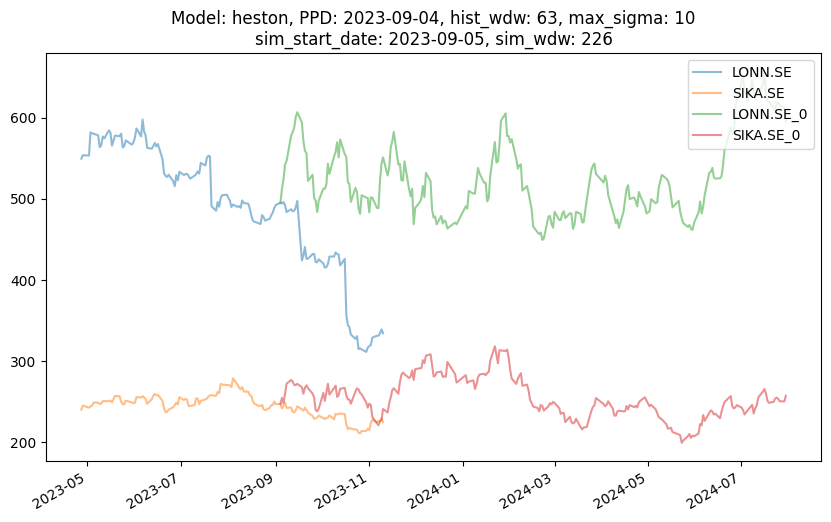 Model: heston, PPD: 2023-09-04, hist_wdw: 63, max_sigma: 10
sim_start_date: 2023-09-05, sim_wdw: 226
LONN.SE
SIKA.SE
LONN.SE_0
SIKA.SE_0
600
500
400
300
200
2023-05
2023-07
2023-09
2023-11
2024-01
2024-03
2024-05
2024-07